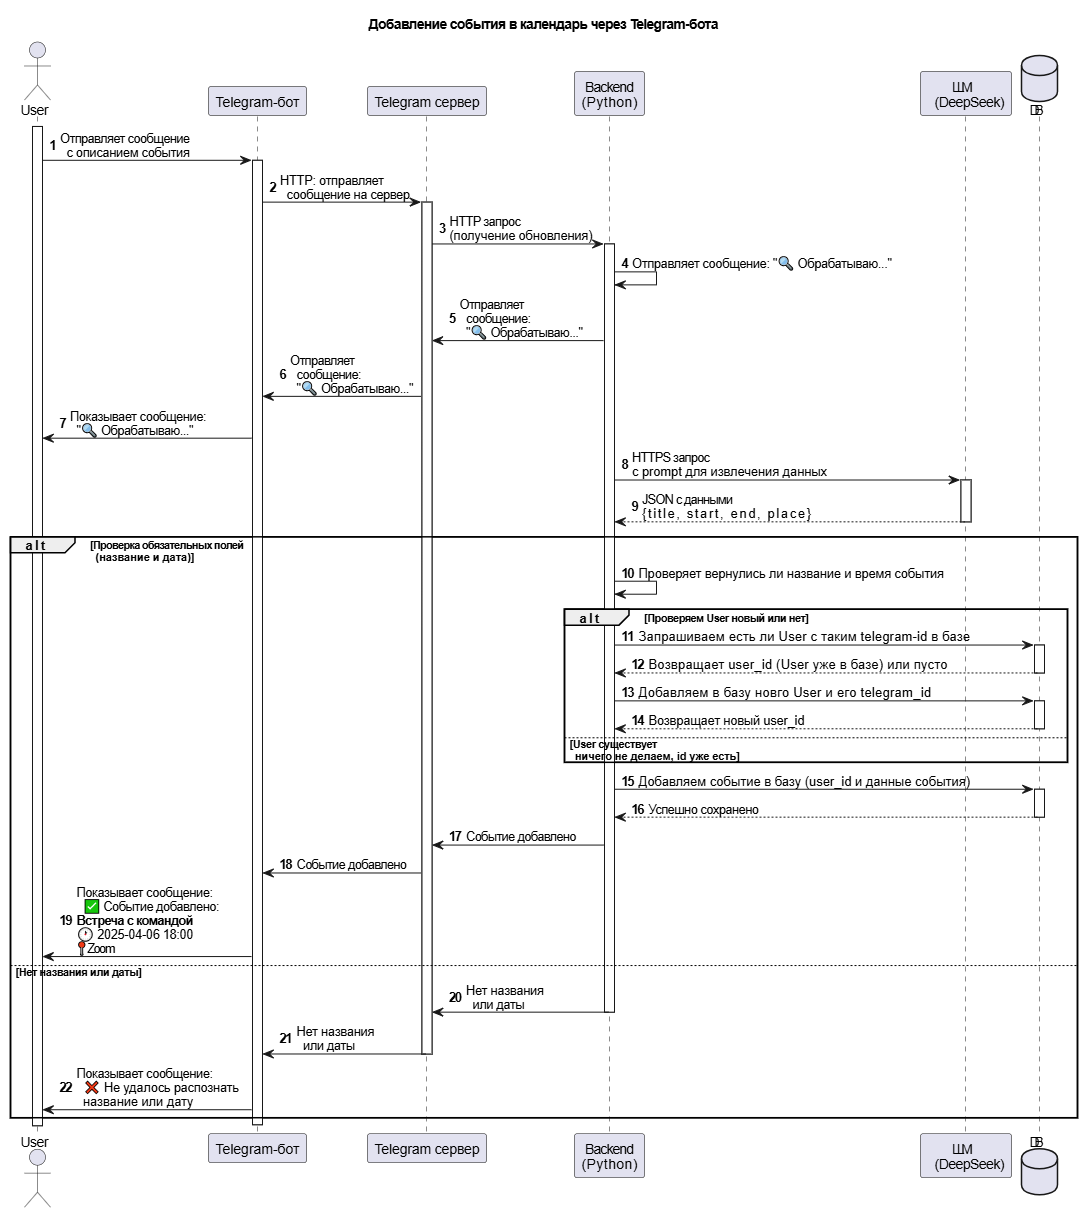 Добавление события в календарь через Telegram-бота
User
Telegram-бот
Telegram сервер
Backend
(Python)
LLM
(DeepSeek)
DB
1 Отправляет сообщение
с описанием события
2 HTTP: отправляет
сообщение на сервер
3 HTTP запрос
(получение обновления)
4 Отправляет сообщение: "🔍 Обрабатываю..."
5 Отправляет
сообщение:
"🔍 Обрабатываю..."
6 Отправляет
сообщение:
"🔍 Обрабатываю..."
7 Показывает сообщение:
"🔍 Обрабатываю..."
8 HTTPS запрос
с prompt для извлечения данных
9 JSON с данными
{title, start, end, place}
alt [Проверка обязательных полей
(название и дата)]
10 Проверяет вернулись ли название и время события
alt [Проверяем User новый или нет]
11 Запрашиваем есть ли User с таким telegram-id в базе
12 Возвращает user_id (User уже в базе) или пусто
13 Добавляем в базу новго User и его telegram_id
14 Возвращает новый user_id
[User существует
ничего не делаем, id уже есть]
15 Добавляем событие в базу (user_id и данные события)
16 Успешно сохранено
17 Событие добавлено
18 Событие добавлено
Показывает сообщение:
✅ Событие добавлено:
19 Встреча с командой
🕐 2025-04-06 18:00
📍Zoom
[Нет названия или даты]
20 Нет названия
или даты
21 Нет названия
или даты
Показывает сообщение:
22 ❌ Не удалось распознать
название или дату
User
Telegram-бот
Telegram сервер
Backend
(Python)
LLM
(DeepSeek)
DB